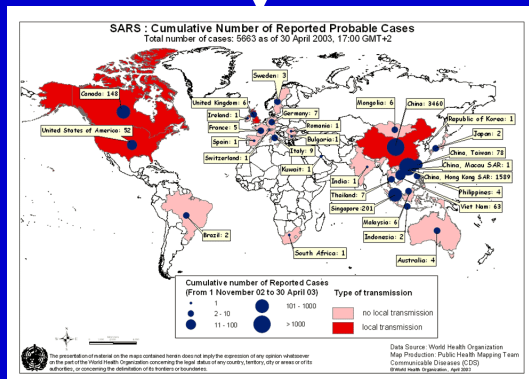 SARS : Cumulative Number of Reported Probable Cases
Total number of cases: 5663 as of 30 April 2003, 17:00 GMT+2
Sweden: 3
Canada: 148
United Kingdom: 6
Germany: 7
Mongolia: 6
China: 3460
Republic of Korea: 1
Ireland: 1
United States of America: 52
France: 5
Romania: 1
Japan: 2
Spain: 1
Bulgaria:1
China, Taiwan: 78
Switzerland: 1
Italy: 9
China, Macau SAR: 1
Kuwait: 1
India: 1
China, Hong Kong SAR: 1589
Thailand: 7
Philippines: 4
Singapore:201
Viet Nam: 63
Malaysia: 6
Brazil: 2
Indonesia: 2
South Africa: 1
Australia: 4
Cumulative number of Reported Cases
(From 1 November 02 to 30 April 03)
1
2 - 10
11 - 100
101 - 1000
> 1000
Type of transmission
no local transmission
local transmission
The presentation of material on the maps contained herein does not imply the expression of any opinion whatsoever
on the part of the World Health Organization concerning the legal status of any country, territory, city or areas or of its
authorities, or concerning the delineation of its frontiers or boundaries.
Data Source: World Health Organization
Map Production: Public Health Mapping Team
Communicable Diseases (CDS)
©World Health Organization, April 2003